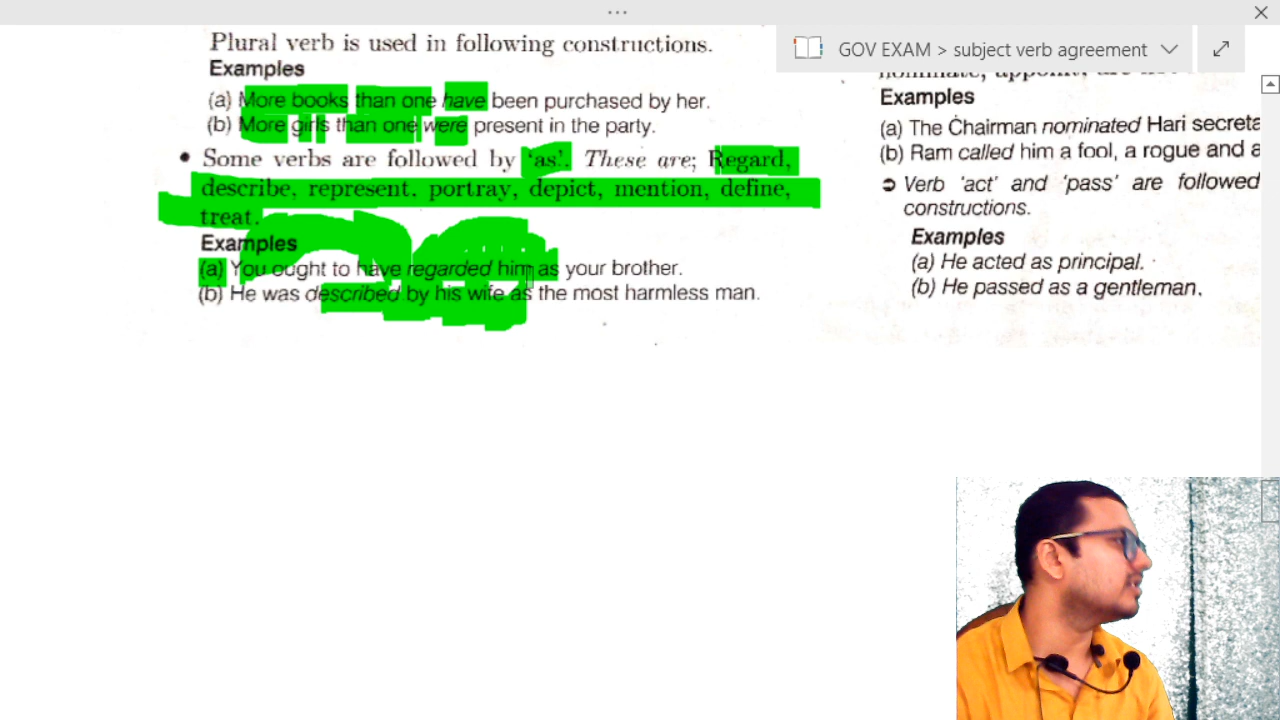 GOV EXAM > subject verb agreement
Plural verb is used in following constructions.
Examples
(a) More books than one have been purchased by her.
(b) More girls than one were present in the party.
• Some verbs are followed by 'as'. These are; Regard,
describe, represent. portray, depict, mention, define,
treat.
Examples
(a) You ought to have regarded him as your brother.
(b) He was described by his wife as the most harmless man.
nominate, appoint,
Examples
(a) The Chairman nominated Hari secreta
(b) Ram called him a fool, a rogue and a
Verb 'act' and 'pass' are followed
constructions.
Examples
(a) He acted as principal.
(b) He passed as a gentleman.